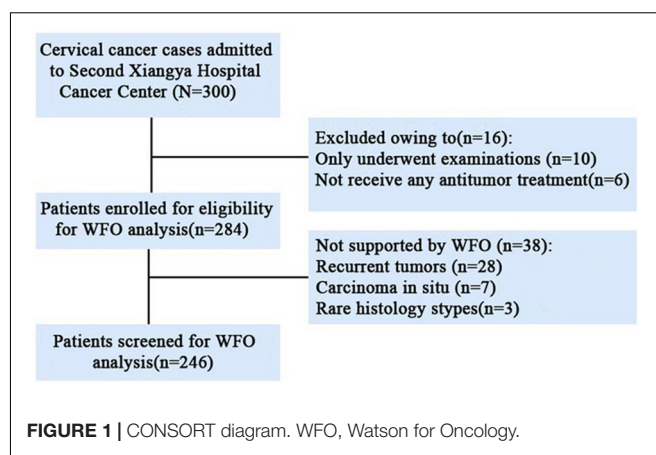 Cervical cancer cases admitted
to Second Xiangya Hospital
Cancer Center (N=300)
Excluded owing to(n=16):
Only underwent examinations (n=10)
Not receive any antitumor treatment(n=6)
Patients enrolled for eligibility
for WFO analysis(n=284)
Not supported by WFO (n=38):
Recurrent tumors (n=28)
Carcinoma in situ (n=7)
Rare histology stypes(n=3)
Patients screened for WFO
analysis(n=246)
FIGURE 1 | CONSORT diagram. WFO, Watson for Oncology.